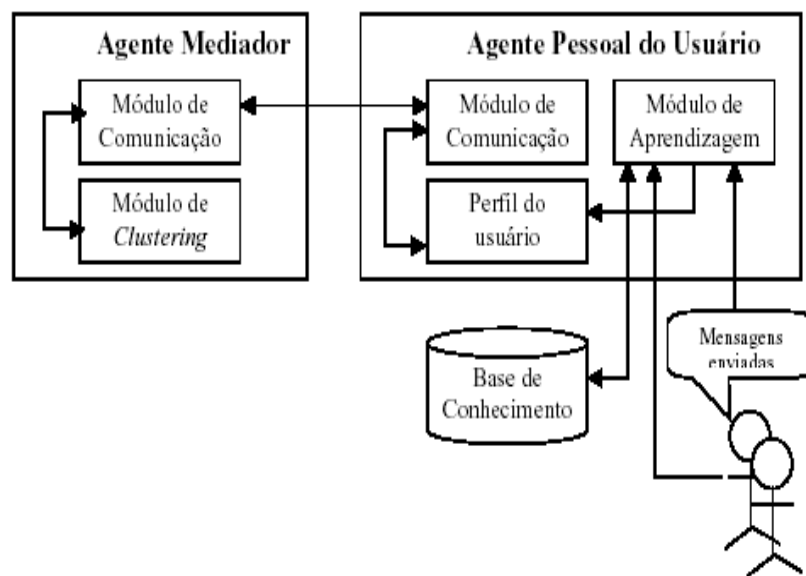 Agente Mediador
Módulo de
Comunicação
Módulo de
Clustering
Agente Pessoal do Usuário
Módulo de
Comunicação
Módulo de
Aprendizagem
Perfil do
usuário
Base de
Conhecimento
Mensagens
enviadas